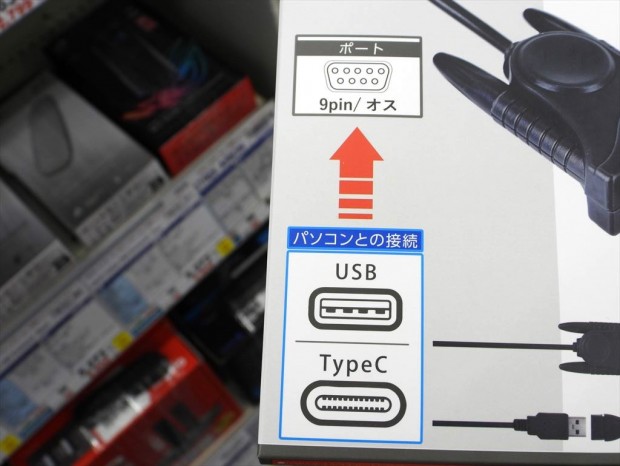 ポート
9pin/オス
パソコンとの接続
USB
TypeC